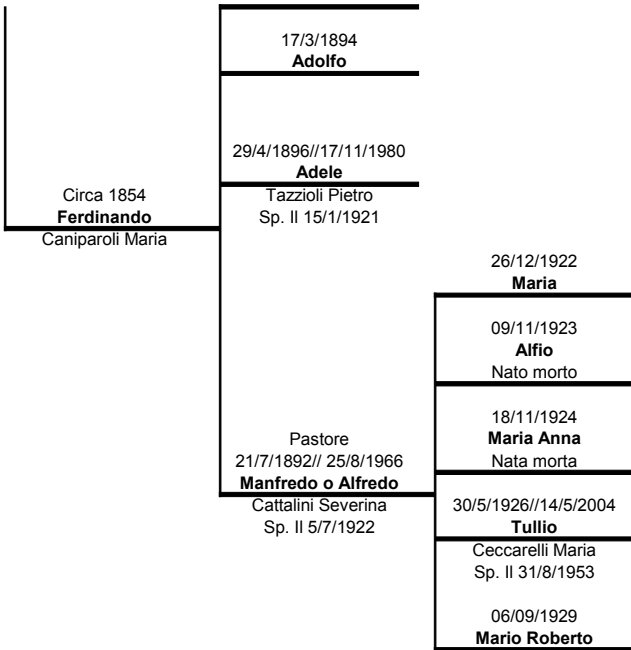 17/3/1894
Adolfo
29/4/1896//17/11/1980
Adele
Tazzioli Pietro
Sp. II 15/1/1921
Circa 1854
Ferdinando
Caniparoli Maria
26/12/1922
Maria
09/11/1923
Alfio
Nato morto
18/11/1924
Maria Anna
Nata morta
Pastore
21/7/1892// 25/8/1966
Manfredo o Alfredo
Cattalini Severina
Sp. II 5/7/1922
30/5/1926//14/5/2004
Tullio
Ceccarelli Maria
Sp. II 31/8/1953
06/09/1929
Mario Roberto